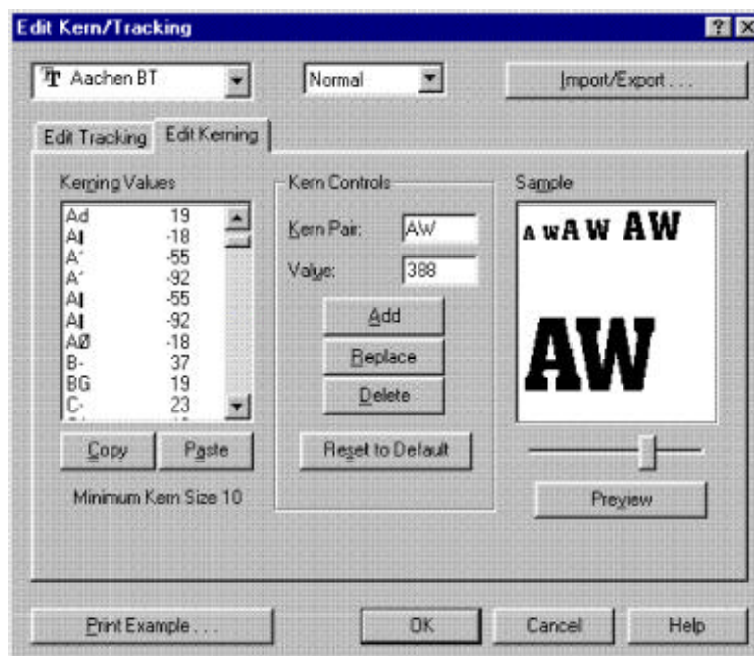 Edit Kern/Tracking
Aachen BT
Normal
Import/Export . . .
Edit Tracking
Edit Kerning
Kerning Values
Ad 19
-18
A´ -55
A´ -92
-55
-92
AØ -18
B- 37
BG 19
C- 23
Copy
Paste
Minimum Kern Size 10
Kern Controls
Kern Pair: AW
Value: 388
Add
Replace
Delete
Reset to Default
Sample
A W A W AW
AW
Preview
Print Example . . .
OK
Cancel
Help